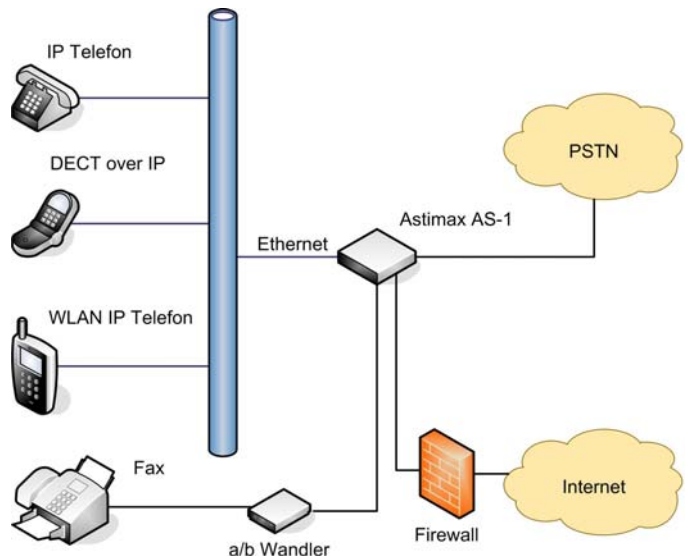 IP Telefon
DECT over IP
WLAN IP Telefon
Fax
a/b Wandler
Ethernet
Astimax AS-1
PSTN
Firewall
Internet